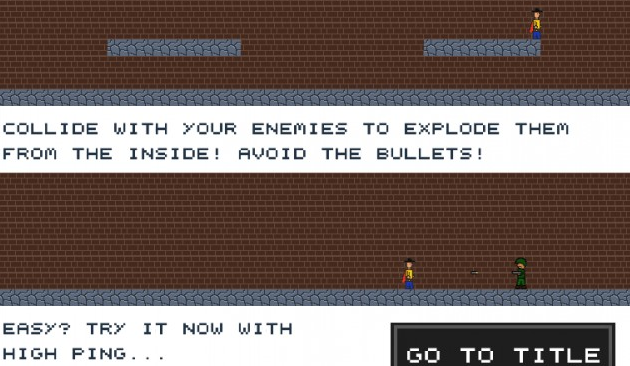 COLLIDE WITH YOUR ENEMIES TO EXPLODE THEM
FROM THE INSIDE! AVOID THE BULLETS!
EASY? TRY IT NOW WITH
HIGH PING...
GO TO TITLE